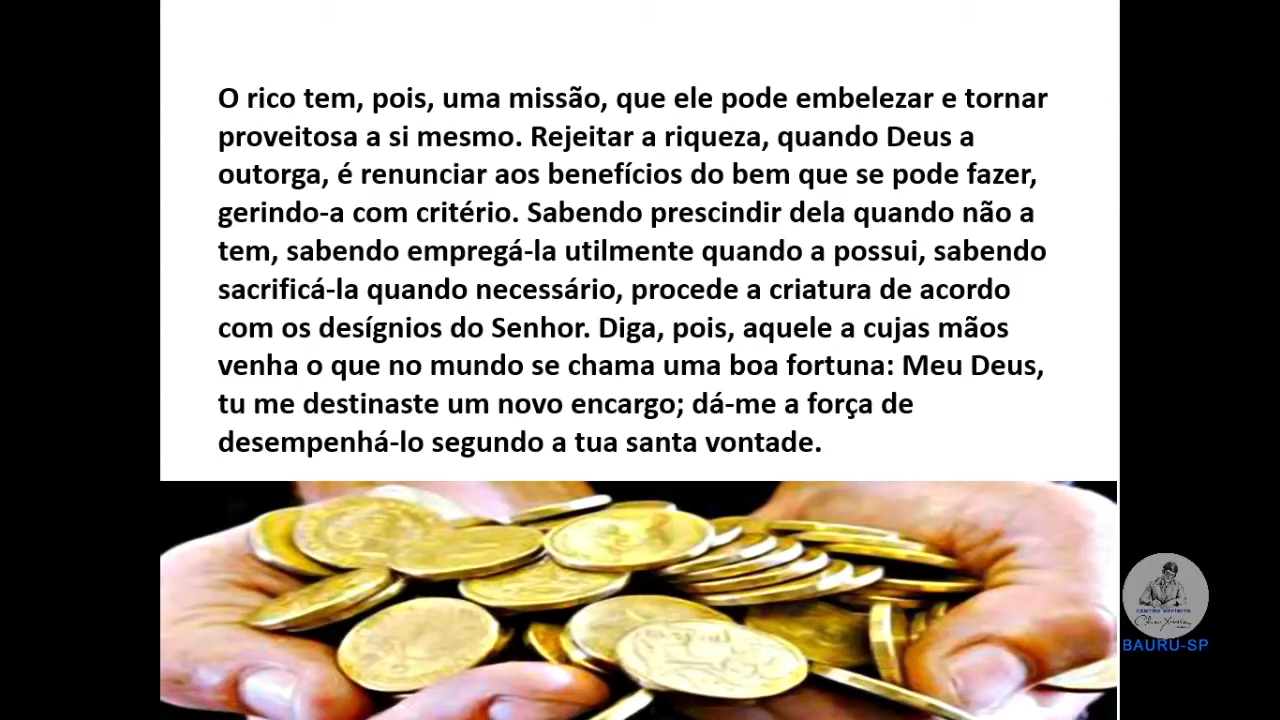 O rico tem, pois, uma missão, que ele pode embelezar e tornar
proveitosa a si mesmo. Rejeitar a riqueza, quando Deus a
outorga, é renunciar aos benefícios do bem que se pode fazer,
gerindo-a com critério. Sabendo prescindir dela quando não a
tem, sabendo empregá-la utilmente quando a possui, sabendo
sacrificá-la quando necessário, procede a criatura de acordo
com os desígnios do Senhor. Diga, pois, aquele a cujas mãos
venha o que no mundo se chama uma boa fortuna: Meu Deus,
tu me destinaste um novo encargo; dá-me a força de
desempenhá-lo segundo a tua santa vontade.
CENTRO ESPÍRITA
Chico Xavier
BAURU-SP